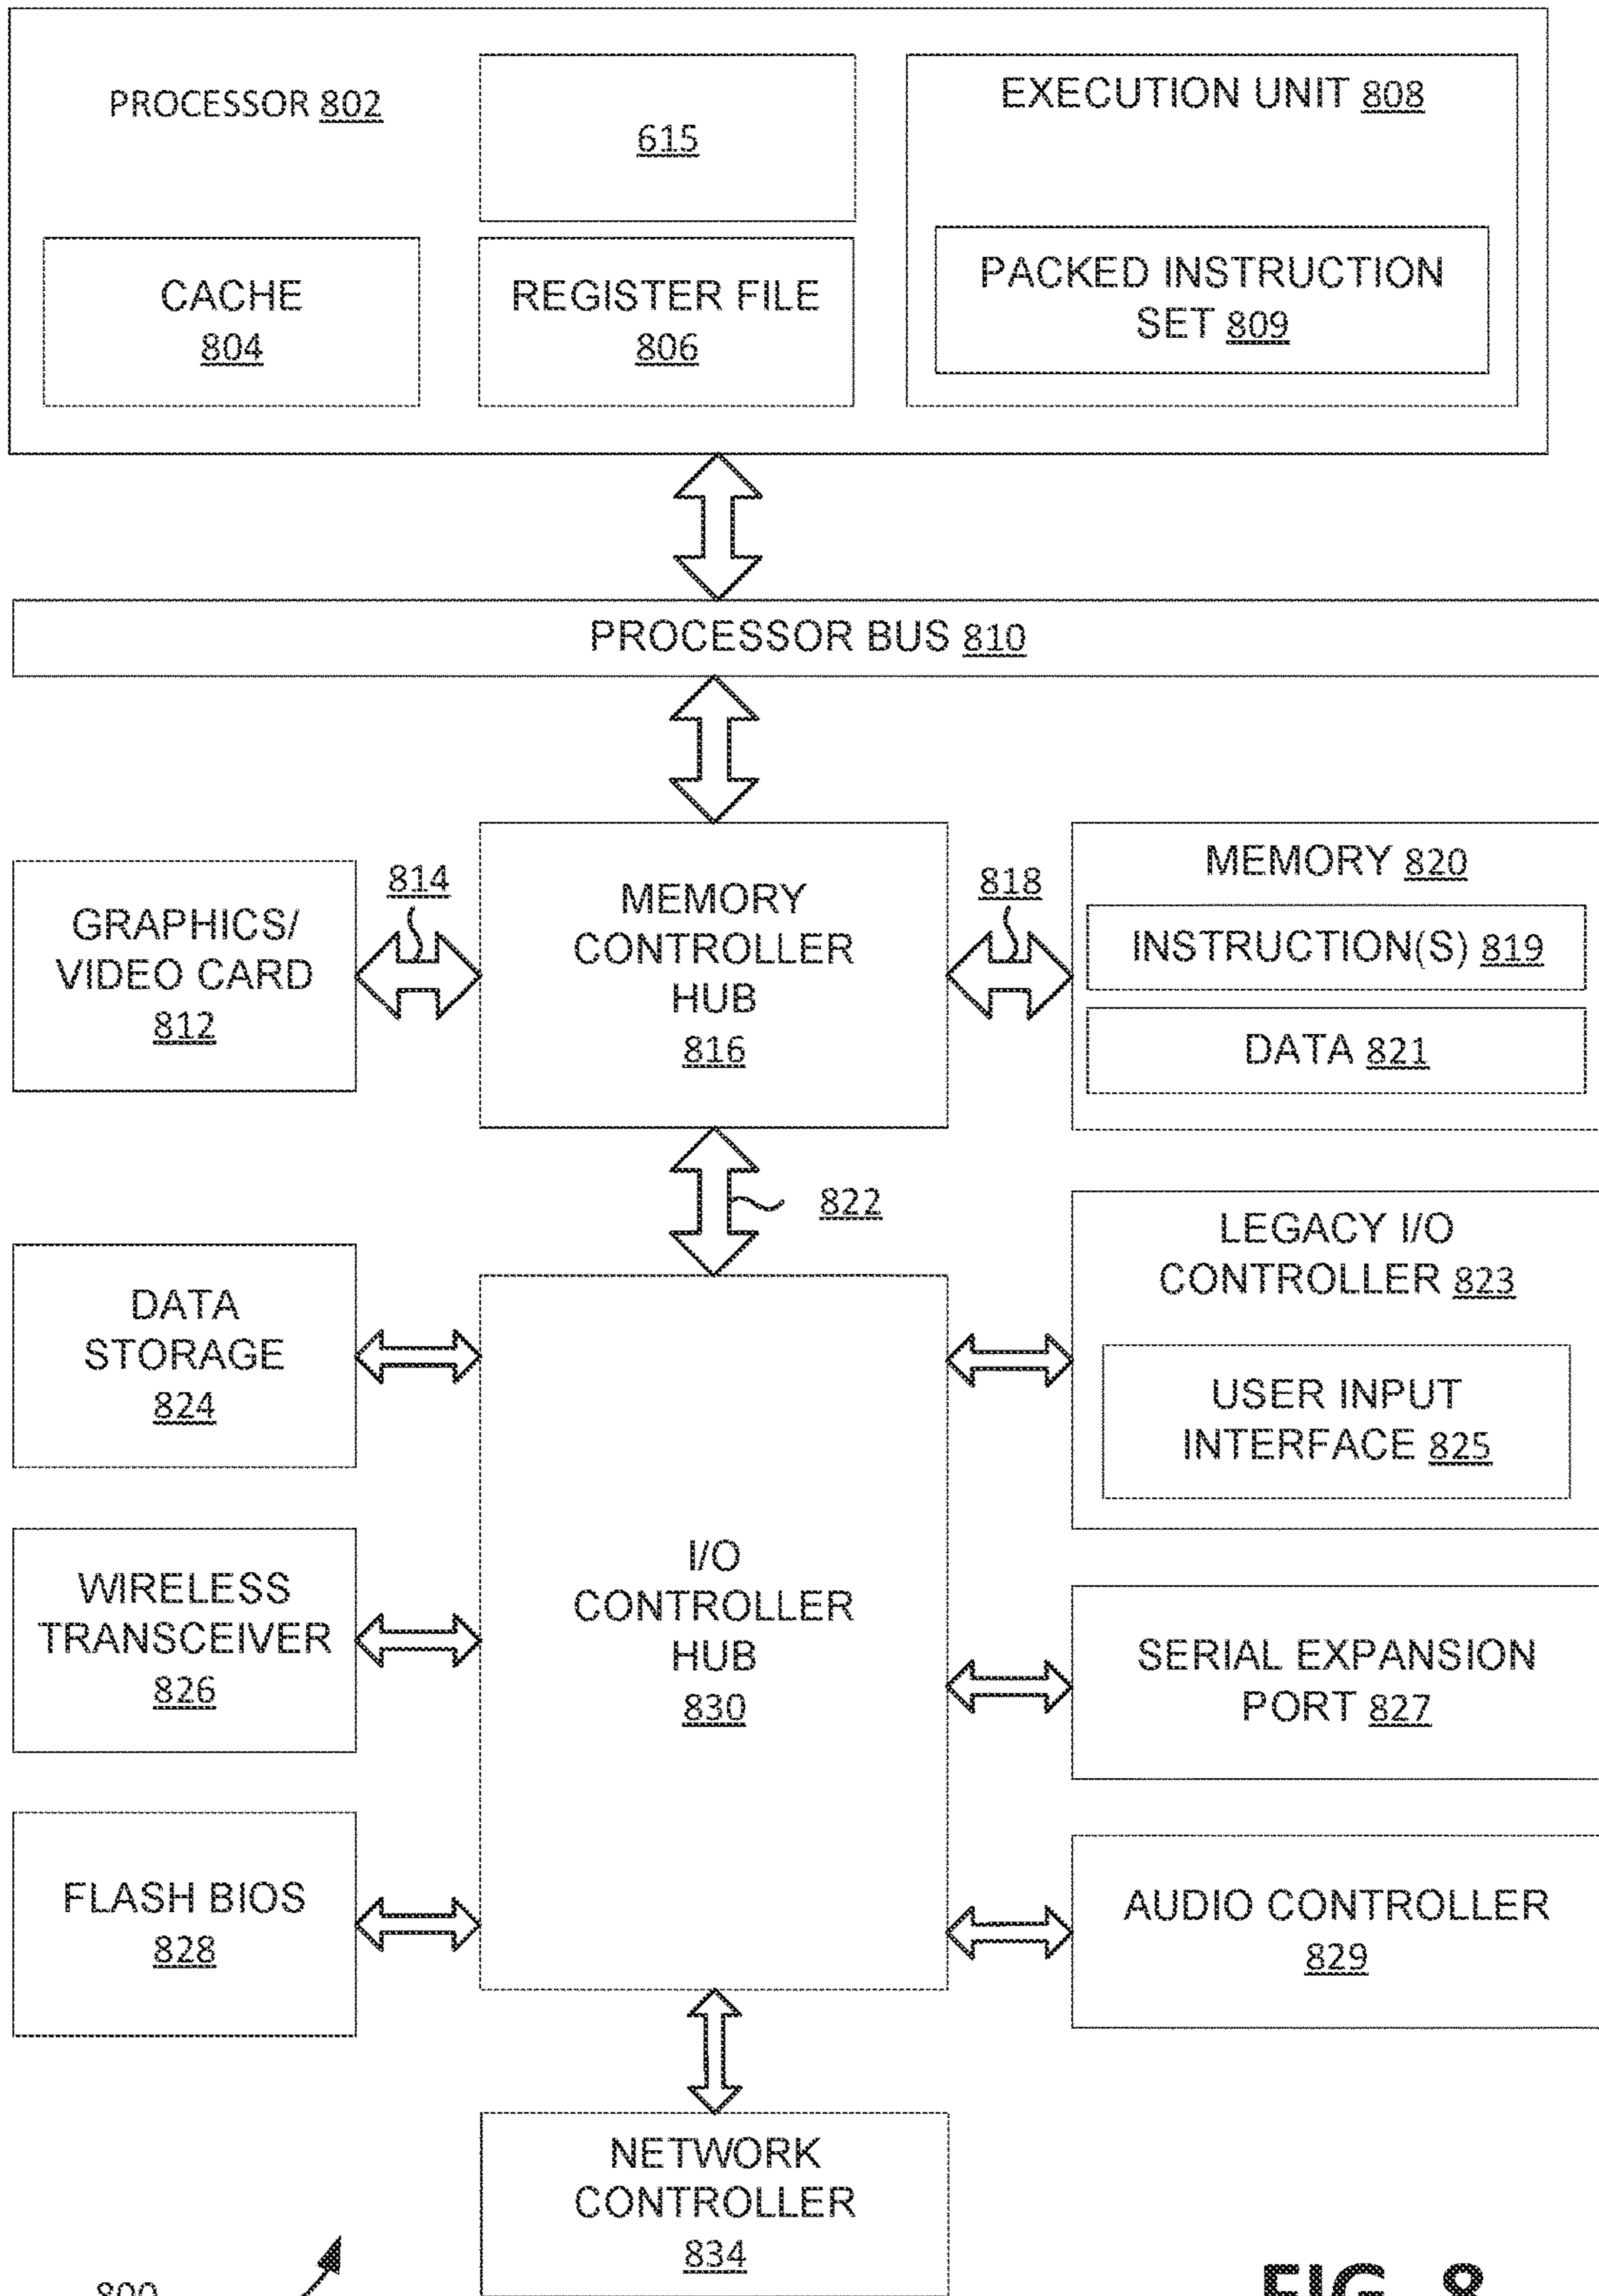 PROCESSOR 802
615
EXECUTION UNIT 808
CACHE
804
REGISTER FILE
806
PACKED INSTRUCTION
SET 809
PROCESSOR BUS 810
GRAPHICS/
VIDEO CARD
812
814
MEMORY
CONTROLLER
HUB
816
818
MEMORY 820
INSTRUCTION(S) 819
DATA 821
822
DATA
STORAGE
824
LEGACY I/O
CONTROLLER 823
USER INPUT
INTERFACE 825
WIRELESS
TRANSCEIVER
826
I/O
CONTROLLER
HUB
830
SERIAL EXPANSION
PORT 827
FLASH BIOS
828
AUDIO CONTROLLER
829
NETWORK
CONTROLLER
834
800
FIG. 8